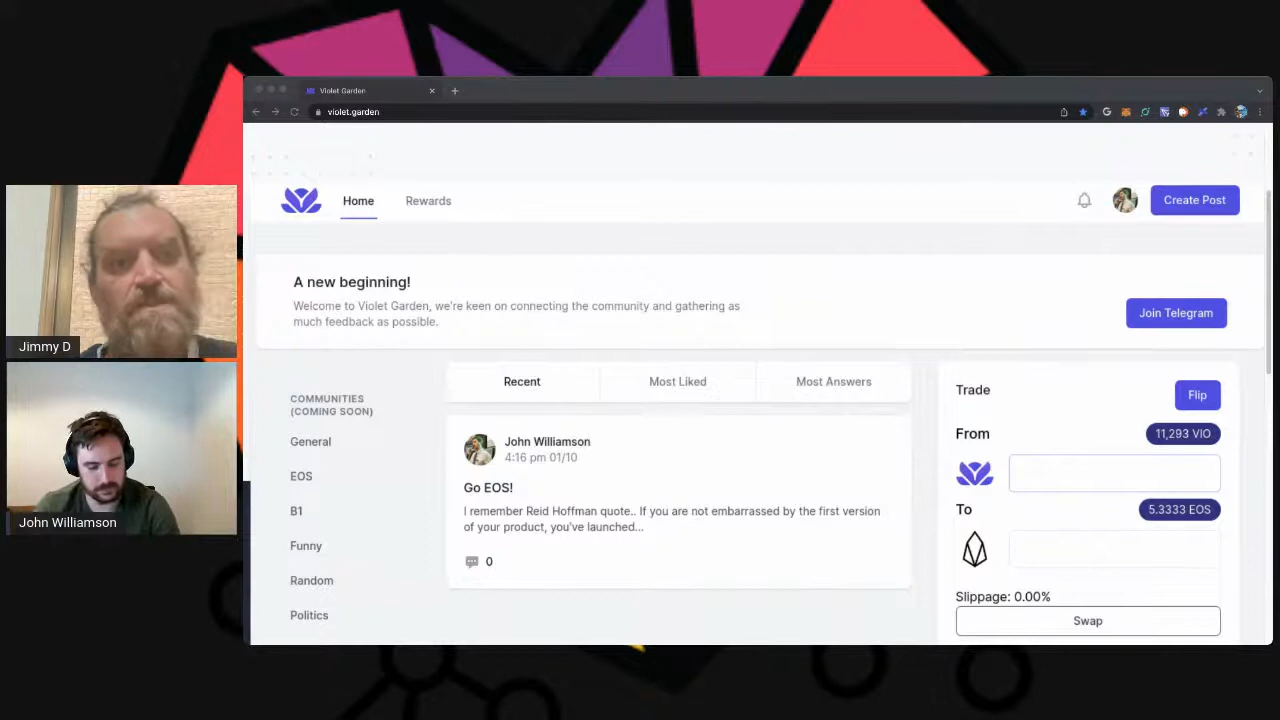 Violet Garden
violet.garden
Home
Rewards
Create Post
A new beginning!
Welcome to Violet Garden, we're keen on connecting the community and gathering as
much feedback as possible.
Join Telegram
COMMUNITIES
(COMING SOON)
General
EOS
B1
Funny
Random
Politics
Recent
Most Liked
Most Answers
John Williamson
4:16 pm 01/10
Go EOS!
I remember Reid Hoffman quote.. If you are not embarrassed by the first version
of your product, you've launched...
0
Trade
Flip
From
11,293 VIO
To
5.3333 EOS
Slippage: 0.00%
Swap
Jimmy D
John Williamson